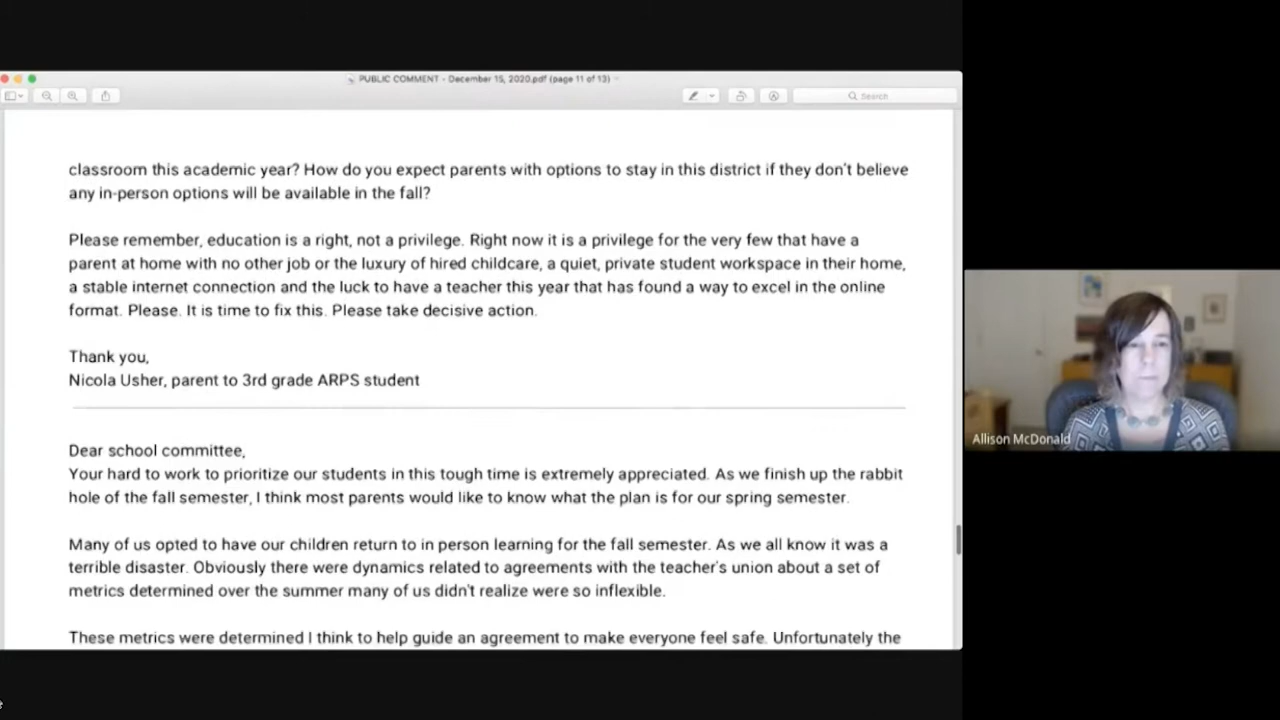 PUBLIC COMMENT - December 15, 2020.pdf (page 11 of 13)
Search
classroom this academic year? How do you expect parents with options to stay in this district if they don't believe
any in-person options will be available in the fall?
Please remember, education is a right, not a privilege. Right now it is a privilege for the very few that have a
parent at home with no other job or the luxury of hired childcare, a quiet, private student workspace in their home,
a stable internet connection and the luck to have a teacher this year that has found a way to excel in the online
format. Please. It is time to fix this. Please take decisive action.
Thank you,
Nicola Usher, parent to 3rd grade ARPS student
Dear school committee,
Your hard to work to prioritize our students in this tough time is extremely appreciated. As we finish up the rabbit
hole of the fall semester, I think most parents would like to know what the plan is for our spring semester.
Many of us opted to have our children return to in person learning for the fall semester. As we all know it was a
terrible disaster. Obviously there were dynamics related to agreements with the teacher's union about a set of
metrics determined over the summer many of us didn't realize were so inflexible.
These metrics were determined I think to help guide an agreement to make everyone feel safe. Unfortunately the
Allison McDonald